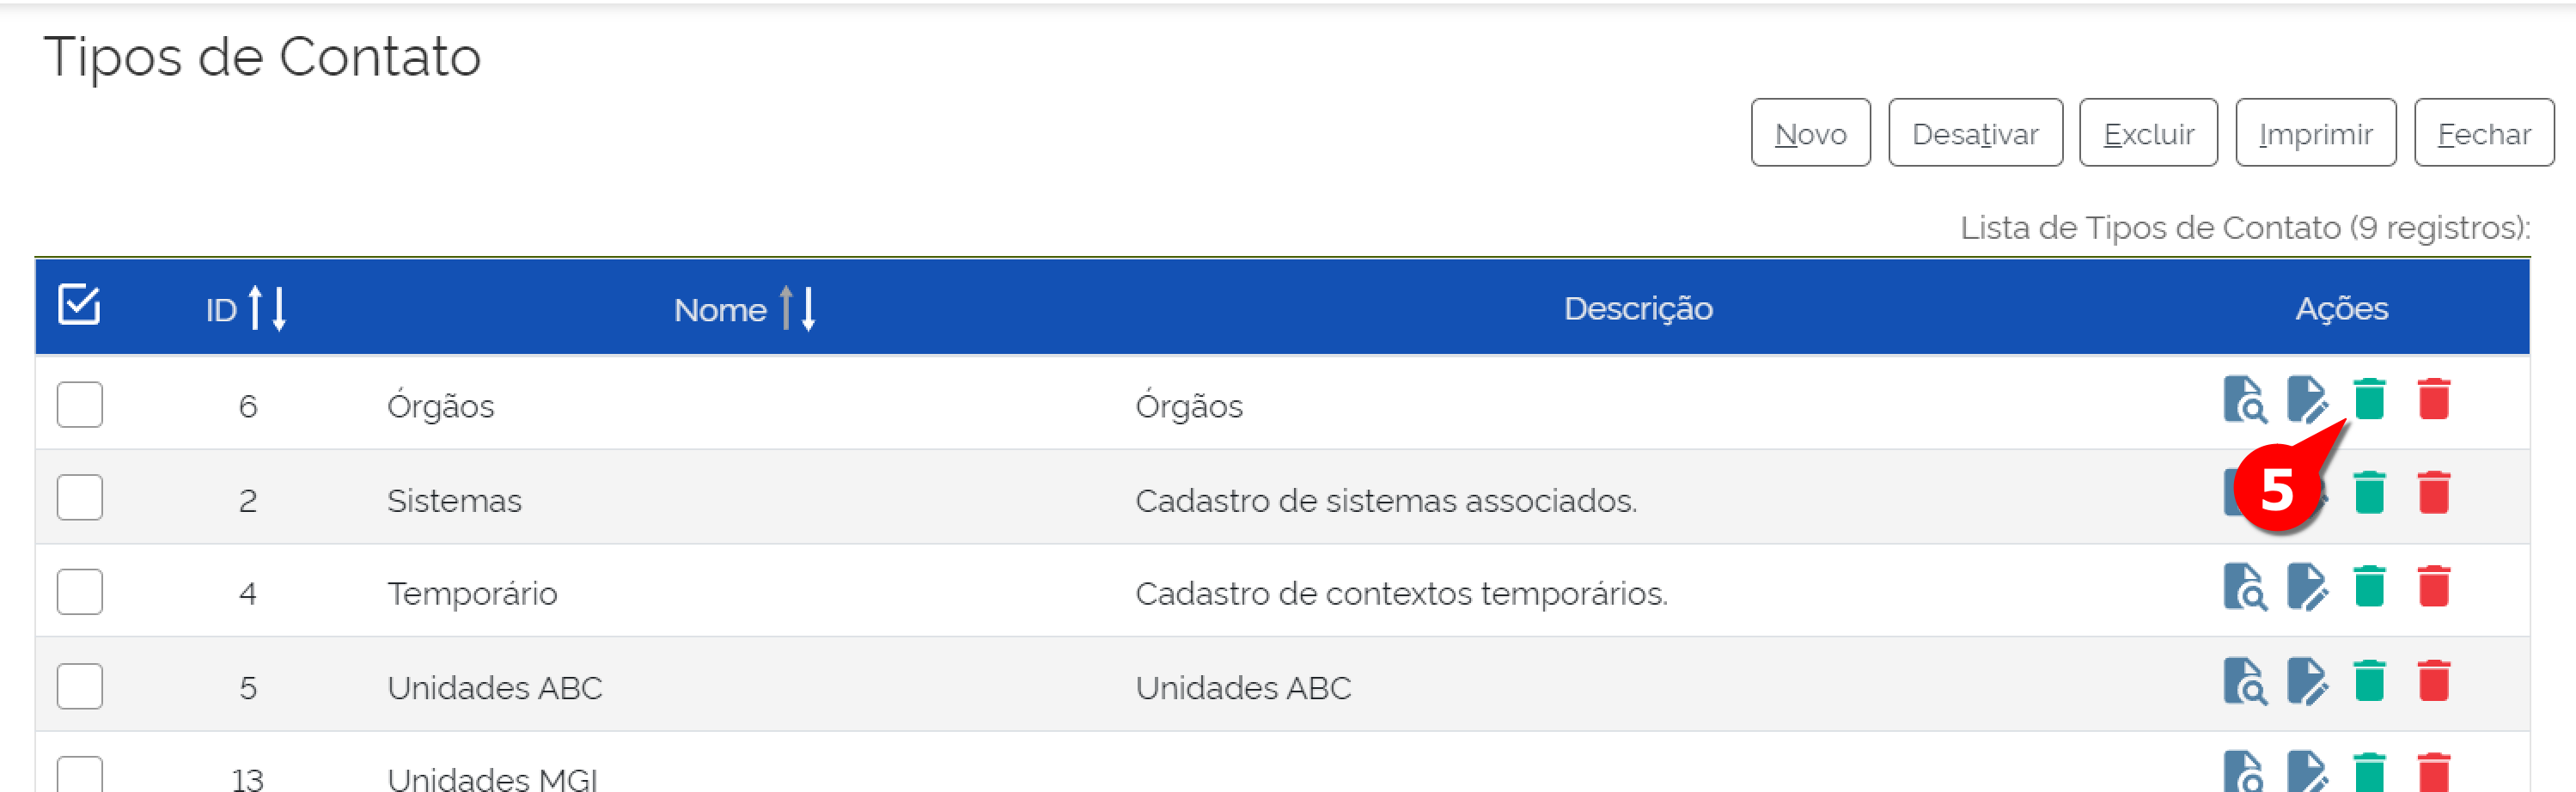 Tipos de Contato
Novo Desativar Excluir Imprimir Fechar
Lista de Tipos de Contato (9 registros):
ID Nome Descrição Ações
6 Órgãos Órgãos
5
2 Sistemas Cadastro de sistemas associados.
4 Temporário Cadastro de contextos temporários.
5 Unidades ABC Unidades ABC
13 Unidades MGI